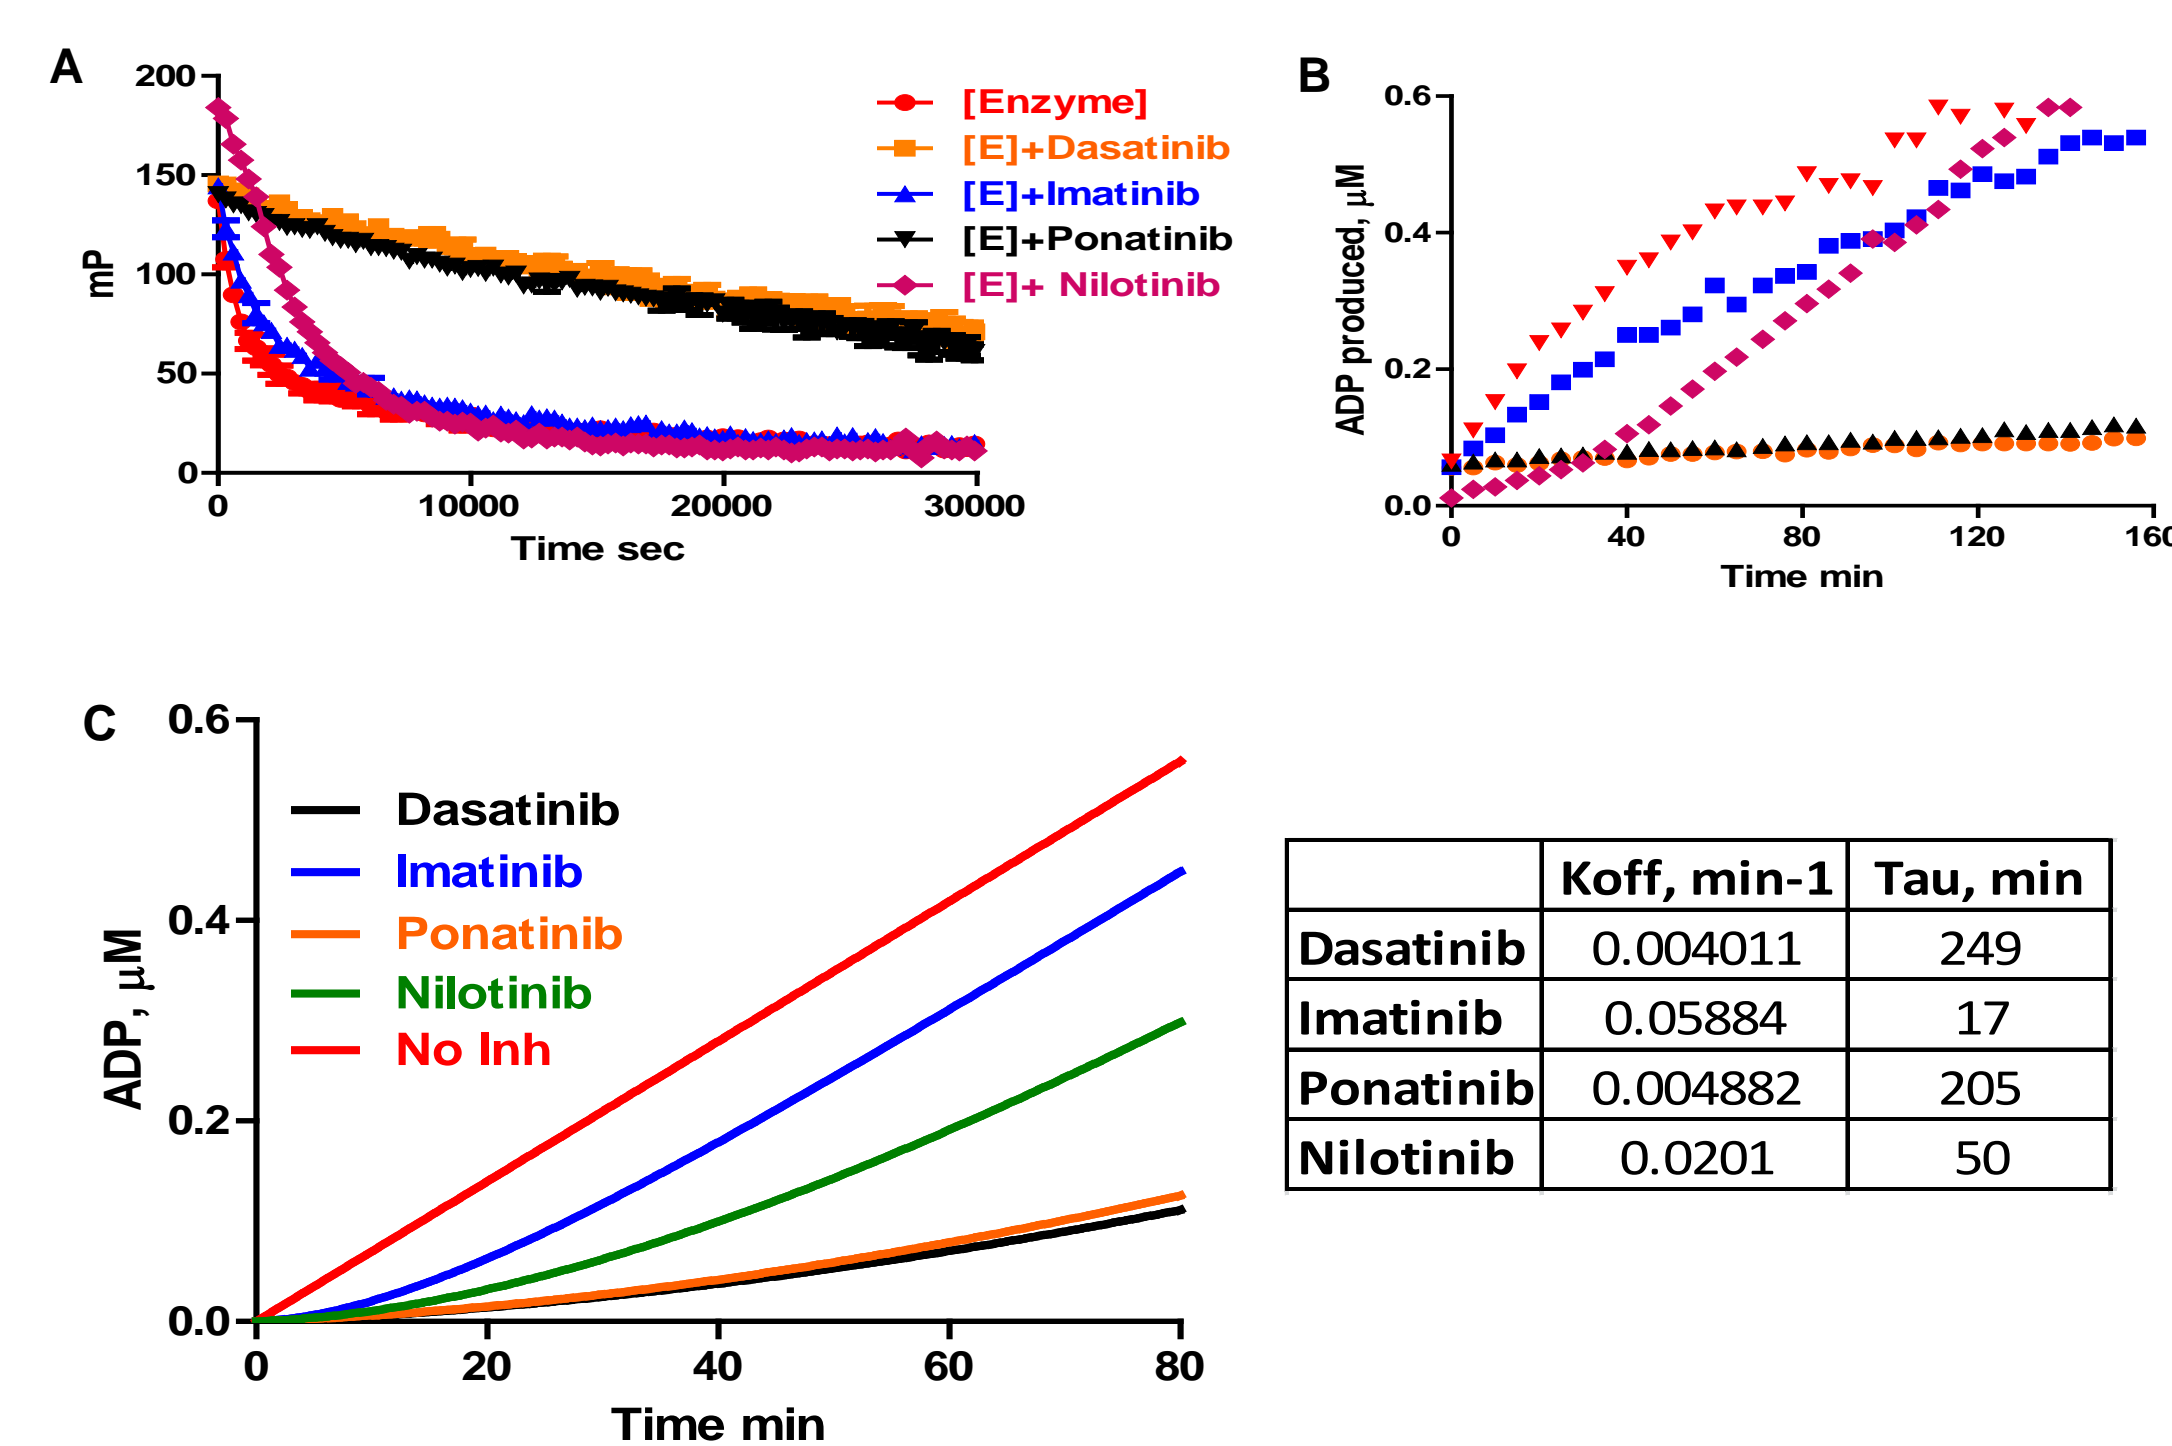 A
200
150
100
50
0
mP
0 10000 20000 30000
Time sec
[Enzyme]
[E]+Dasatinib
[E]+Imatinib
[E]+Ponatinib
[E]+ Nilotinib
B
0.6
0.4
0.2
0.0
ADP produced, µM
0 40 80 120 160
Time min
C
0.6
0.4
0.2
0.0
ADP, µM
0 20 40 60 80
Time min
Dasatinib
Imatinib
Ponatinib
Nilotinib
No Inh
Koff, min-1 Tau, min
Dasatinib 0.004011 249
Imatinib 0.05884 17
Ponatinib 0.004882 205
Nilotinib 0.0201 50